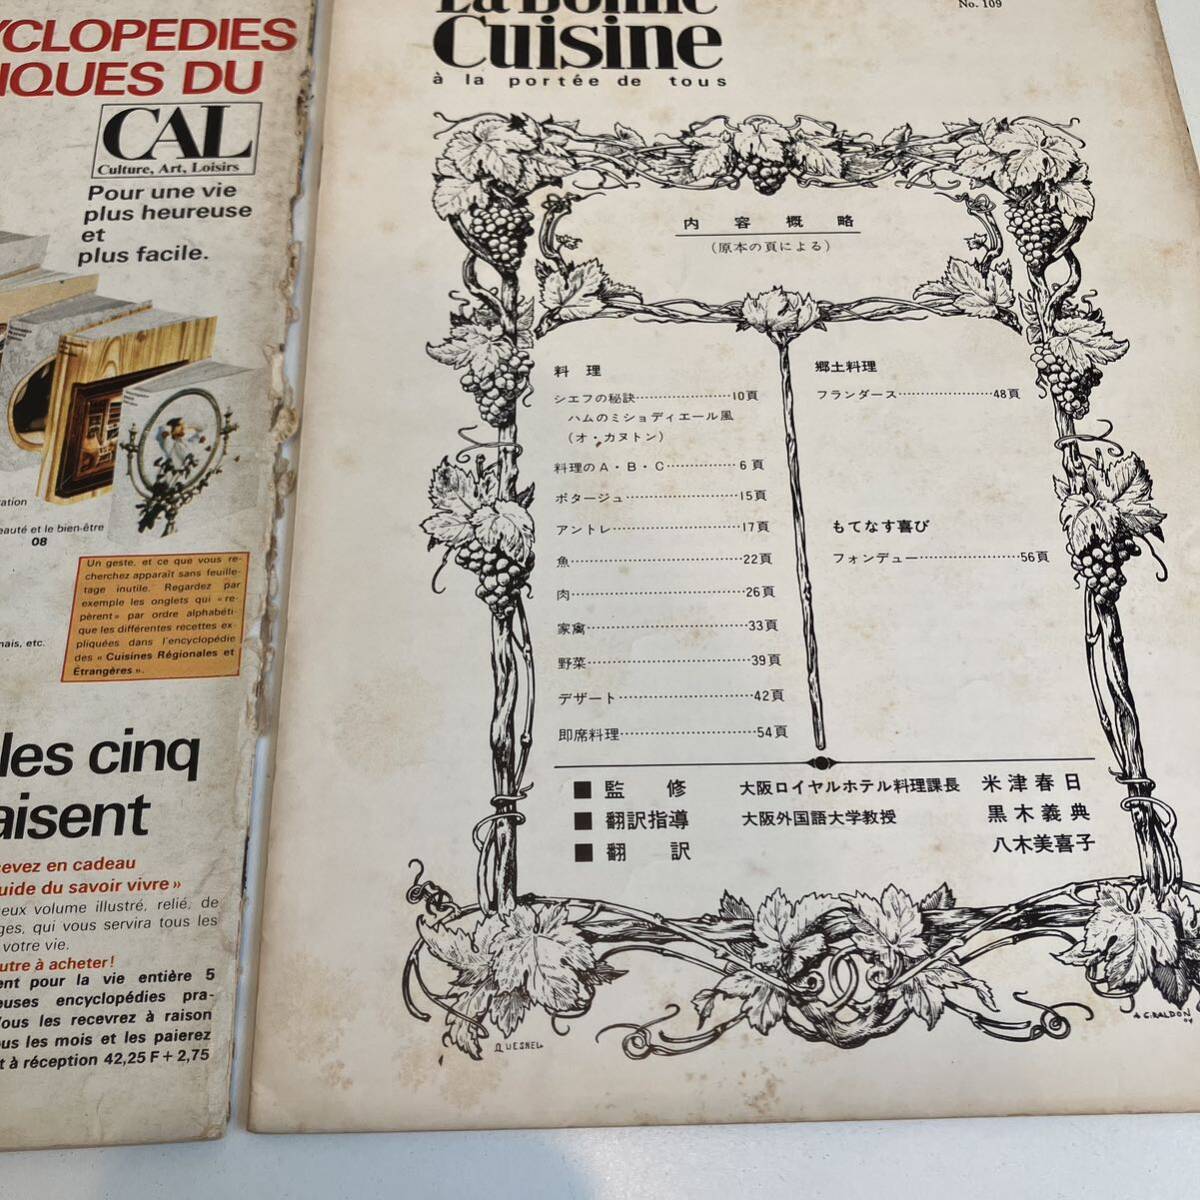 YCLOPEDIES
IQUES DU
CAL
Culture, Art, Loisirs
Pour une vie
plus heureuse
et
plus facile.
eauté et le bien-être
08
Un geste, et ce que vous re-
cherchez apparaît sans feuille-
tage inutile. Regardez par
exemple les onglets qui « re-
pèrent» par ordre alphabéti-
que les différentes recettes ex-
pliquées dans l'encyclopédie
des « Cuisines Régionales et
Étrangères ».
mais, etc.
les cinq
aisent
cevez en cadeau
uide du savoir vivre »
eux volume illustré, relié, de
ges, qui vous servira tous les
votre vie.
utre à acheter!
ent pour la vie entière 5
euses encyclopédies pra-
Vous les recevrez à raison
ous les mois et les paierez
t à réception 42,25 F + 2,75
No. 109
La Bonne
Cuisine
à la portée de tous
内容概略
(原本の頁による)
料理
シエフの秘訣…………………10頁
ハムのミショディエール風
(オ・カヌトン)
料理のA・B・C……………6頁
ポタージュ……………………15頁
アントレ………………………17頁
魚………………………………22頁
肉………………………………26頁
家禽……………………………33頁
野菜……………………………39頁
デザート………………………42頁
即席料理………………………54頁
郷土料理
フランダース…………………48頁
もてなす喜び
フォンデュー…………………56頁
■ 監修 大阪ロイヤルホテル料理課長 米津春日
■ 翻訳指導 大阪外国語大学教授 黒木義典
■ 翻訳 八木美喜子